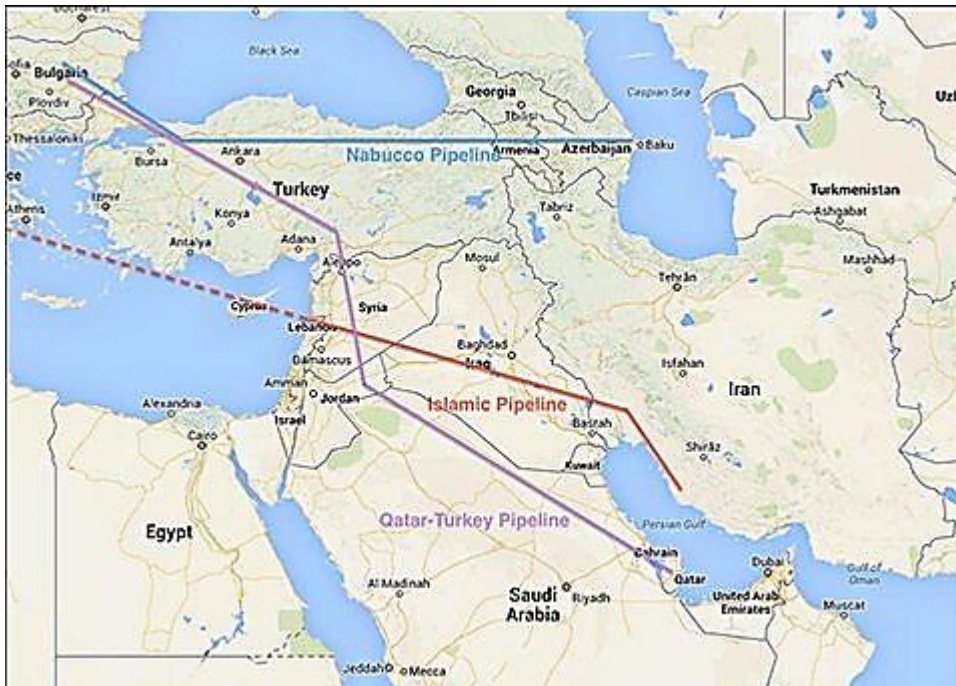 Bucharest
Black Sea
Sofia
Bulgaria
Plovdiv
Georgia
Tbilisi
Caspian Sea
Thessaloniki
Bursa
Ankara
Nabucco Pipeline
Armenia
Azerbaijan
Baku
Turkmenistan
Ashgabat
Athens
Izmir
Turkey
Konya
Antalya
Adana
Tabriz
Aleppo
Mosul
Tehrān
Mashhad
Cyprus
Syria
Lebanon
Damascus
Baghdad
Iraq
Isfahan
Iran
Amman
Jordan
Israel
Islamic Pipeline
Alexandria
Cairo
Basrah
Kuwait
Shirāz
Egypt
Qatar-Turkey Pipeline
Persian Gulf
Bahrain
Qatar
Dubai
Gulf of
Oman
Al Madinah
Saudi
Arabia
Riyadh
United Arab
Emirates
Muscat
Jeddah
Mecca